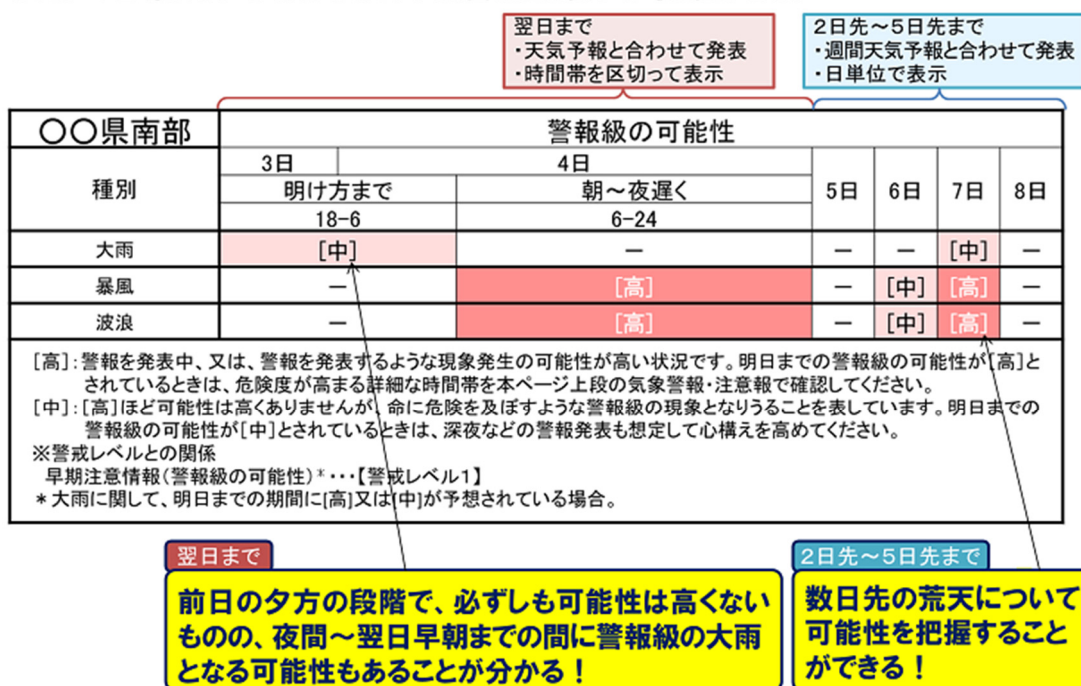 翌日まで
・天気予報と合わせて発表
・時間帯を区切って表示
2日先～5日先まで
・週間天気予報と合わせて発表
・日単位で表示
〇〇県南部 警報級の可能性
種別 3日 4日 5日 6日 7日 8日
明け方まで 朝～夜遅く
18-6 6-24
大雨 [中] － － － [中] －
暴風 － [高] － [中] [高] －
波浪 － [高] － [中] [高] －
[高]：警報を発表中、又は、警報を発表するような現象発生の可能性が高い状況です。明日までの警報級の可能性が[高]と
されているときは、危険度が高まる詳細な時間帯を本ページ上段の気象警報・注意報で確認してください。
[中]：[高]ほど可能性は高くありませんが、命に危険を及ぼすような警報級の現象となりうることを表しています。明日までの
警報級の可能性が[中]とされているときは、深夜などの警報発表も想定して心構えを高めてください。
※警戒レベルとの関係
早期注意情報（警報級の可能性）*・・・【警戒レベル1】
* 大雨に関して、明日までの期間に[高]又は[中]が予想されている場合。
翌日まで
前日の夕方の段階で、必ずしも可能性は高くない
ものの、夜間～翌日早朝までの間に警報級の大雨
となる可能性もあることが分かる！
2日先～5日先まで
数日先の荒天について
可能性を把握すること
ができる！